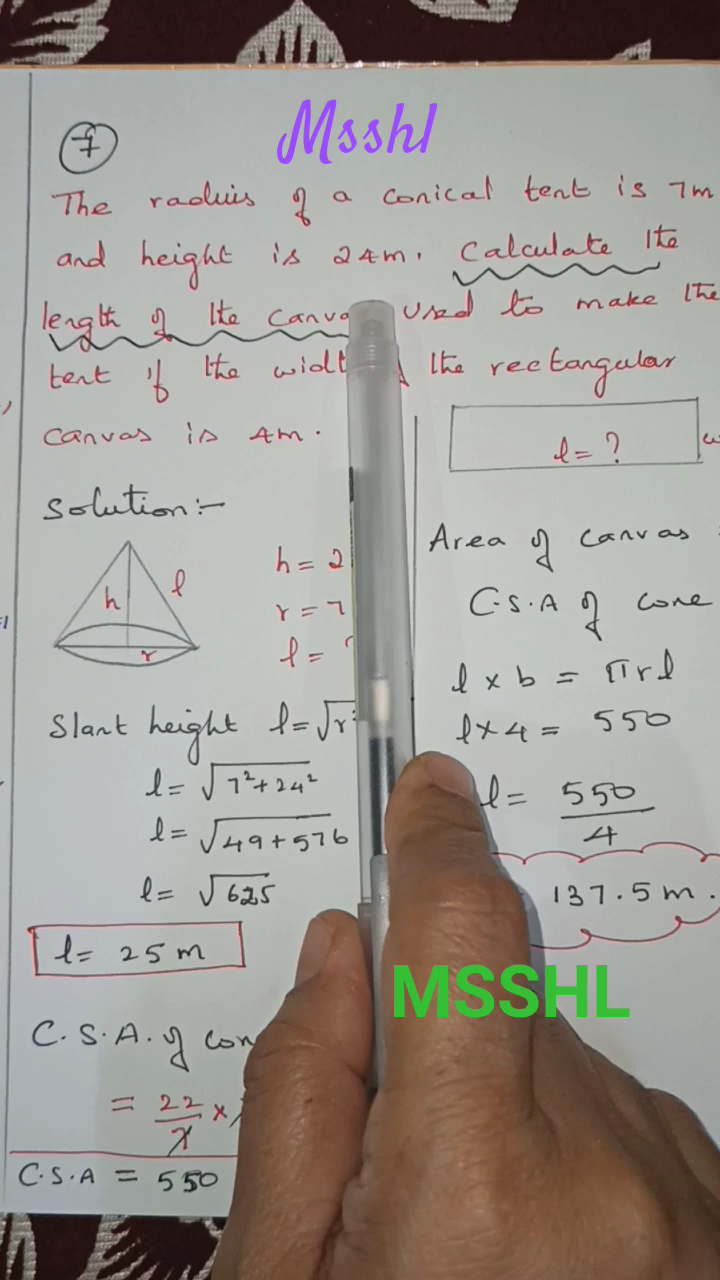 Msshl
7
The raduis of a conical tent is 7m
and height is 24m. Calculate the
length of the canva used to make the
tent if the widt the rectangular
canvas is 4m.
l = ?
Solution:-
h
l
r
h = 2
r = 7
l =
Slant height l = √r
l = √7²+24²
l = √49+576
l = √625
l = 25 m
C.S.A. of con
= 22/7 ×
C.S.A = 550
Area of canvas
C.S.A of cone
l × b = πrl
l × 4 = 550
l = 550/4
137.5 m.
MSSHL